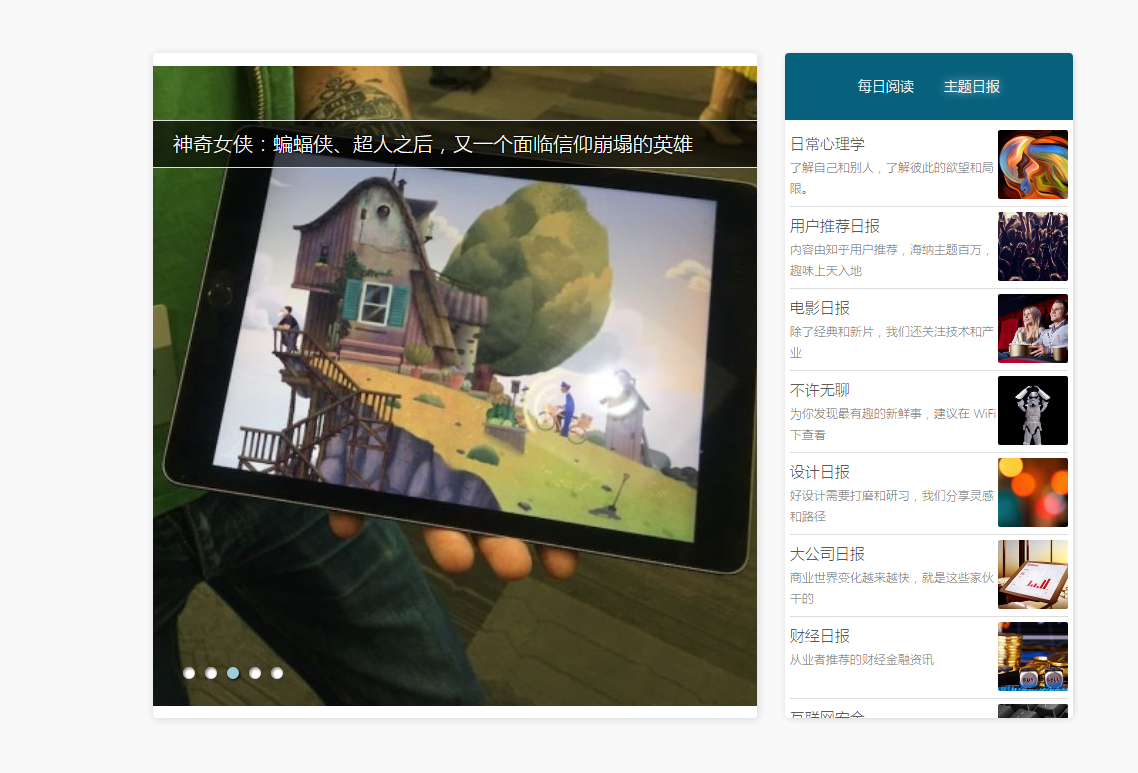 神奇女侠：蝙蝠侠、超人之后，又一个面临信仰崩塌的英雄
每日阅读 主题日报
日常心理学
了解自己和别人，了解彼此的欲望和局
限。
用户推荐日报
内容由知乎用户推荐，海纳主题百万，
趣味上天入地
电影日报
除了经典和新片，我们还关注技术和产
业
不许无聊
为你发现最有趣的新鲜事，建议在 WiFi
下查看
设计日报
好设计需要打磨和研习，我们分享灵感
和路径
大公司日报
商业世界变化越来越快，就是这些家伙
干的
财经日报
从业者推荐的财经金融资讯
BUY SELL
互联网安全